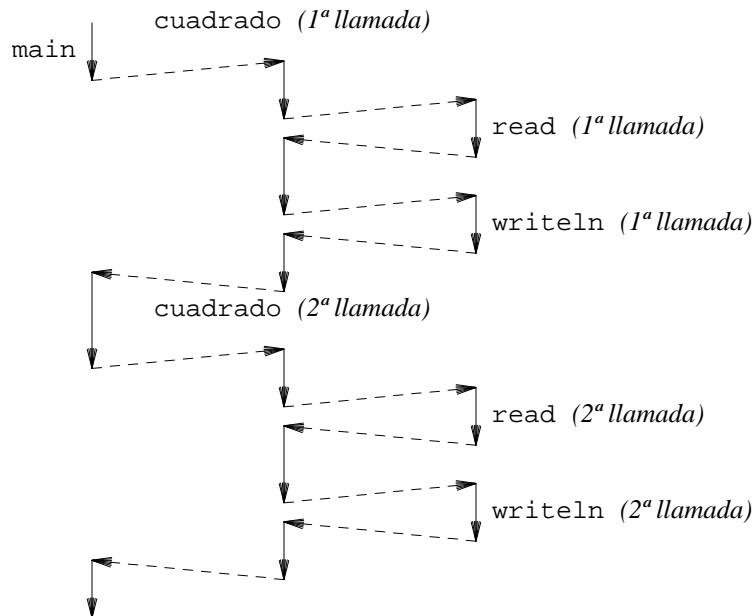 cuadrado (1ª llamada)
main
read (1ª llamada)
writeln (1ª llamada)
cuadrado (2ª llamada)
read (2ª llamada)
writeln (2ª llamada)